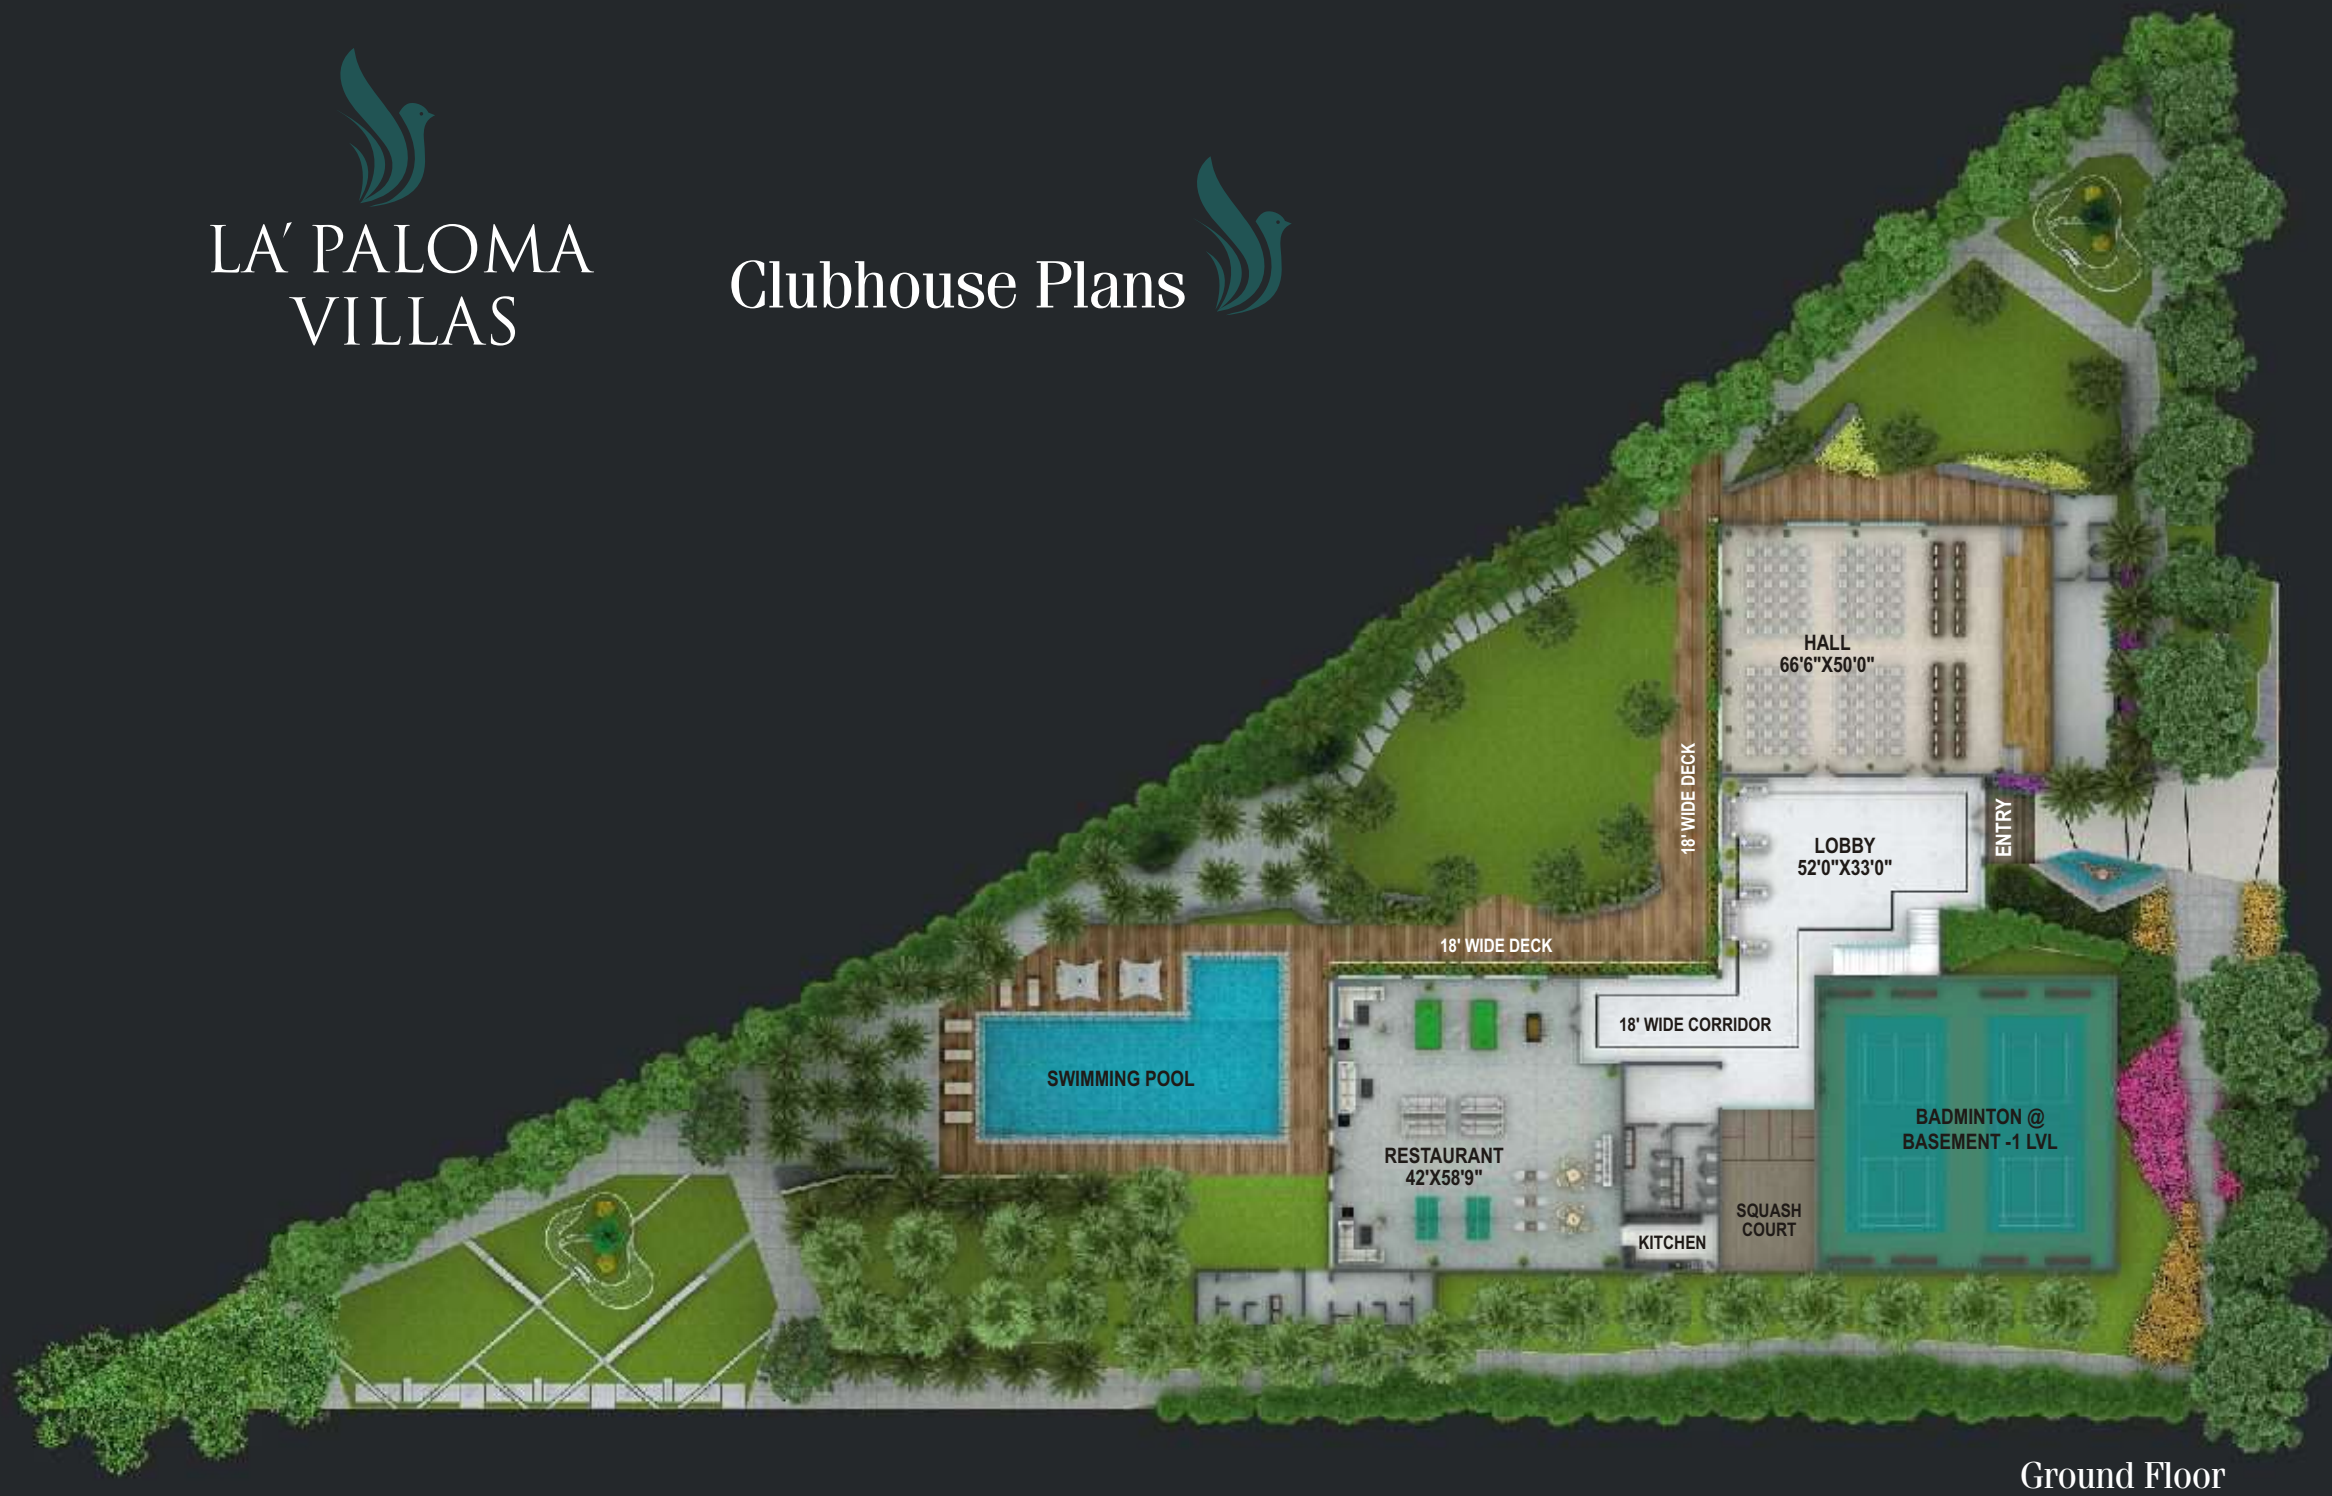 LA' PALOMA
VILLAS
Clubhouse Plans
HALL
66'6"X50'0"
18' WIDE DECK
ENTRY
LOBBY
52'0"X33'0"
18' WIDE DECK
18' WIDE CORRIDOR
SWIMMING POOL
BADMINTON @
BASEMENT -1 LVL
RESTAURANT
42'X58'9"
SQUASH
COURT
KITCHEN
Ground Floor